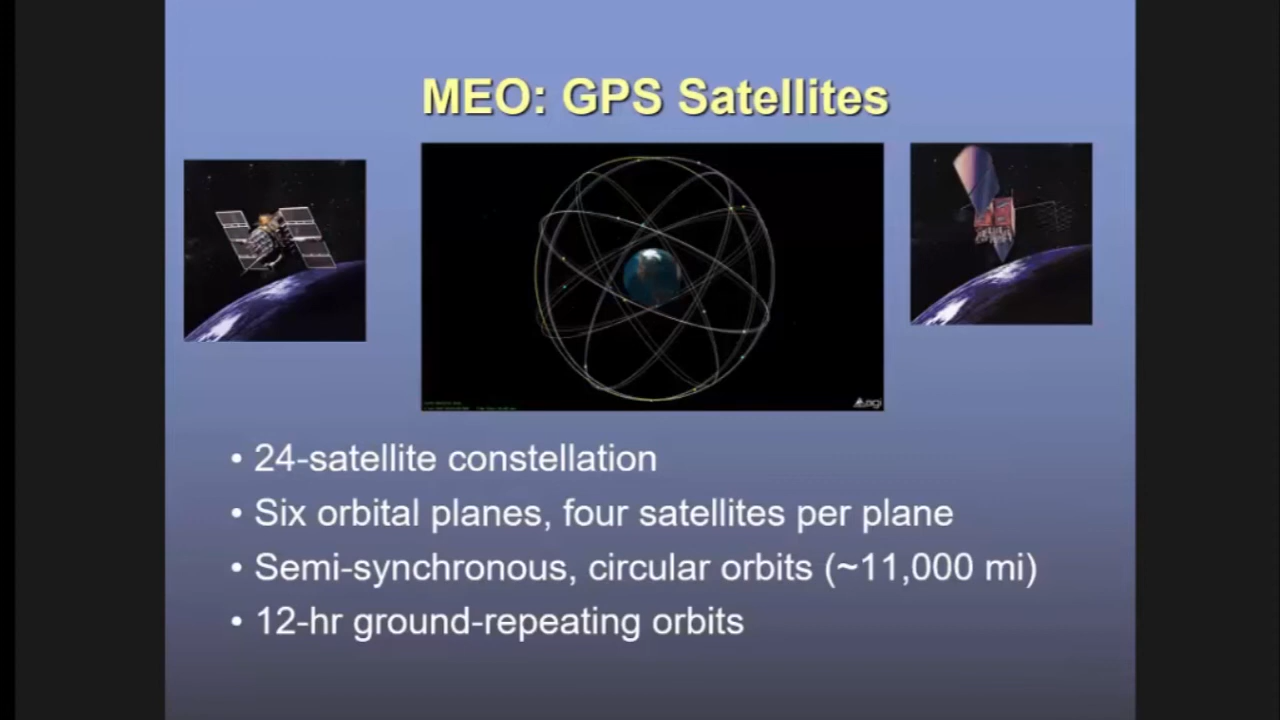 MEO: GPS Satellites
agi
• 24-satellite constellation
• Six orbital planes, four satellites per plane
• Semi-synchronous, circular orbits (~11,000 mi)
• 12-hr ground-repeating orbits